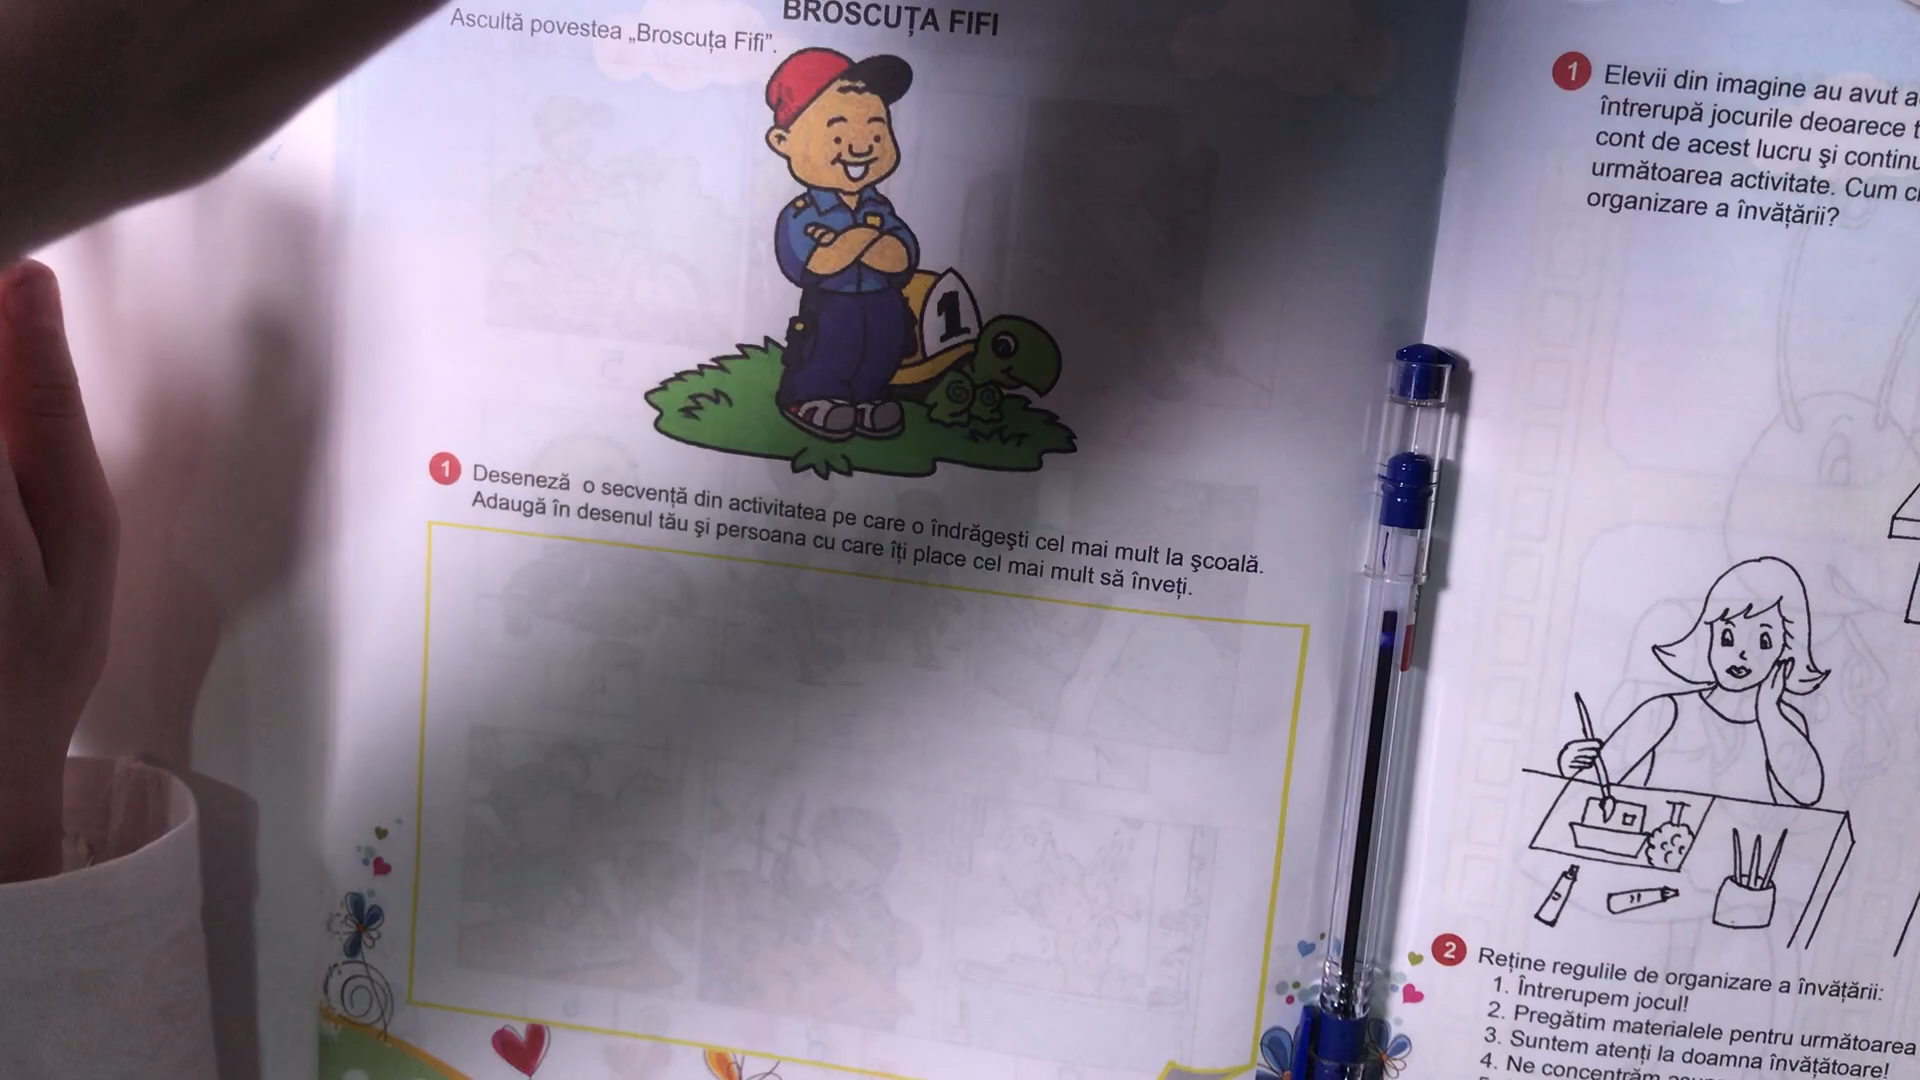 BROSCUȚA FIFI
Ascultă povestea „Broscuța Fifi”.
1
1 Deseneză o secvență din activitatea pe care o îndrăgești cel mai mult la școală.
Adaugă în desenul tău și persoana cu care îți place cel mai mult să înveți.
1 Elevii din imagine au avut
întrerupă jocurile deoarece
cont de acest lucru și
următoarea activitate. Cum
organizare a învățării?
2 Reține regulile de organizare a învățării:
1. Întrerupem jocul!
2. Pregătim materialele pentru următoarea
3. Suntem atenți la doamna învățătoare!
4. Ne concentrăm